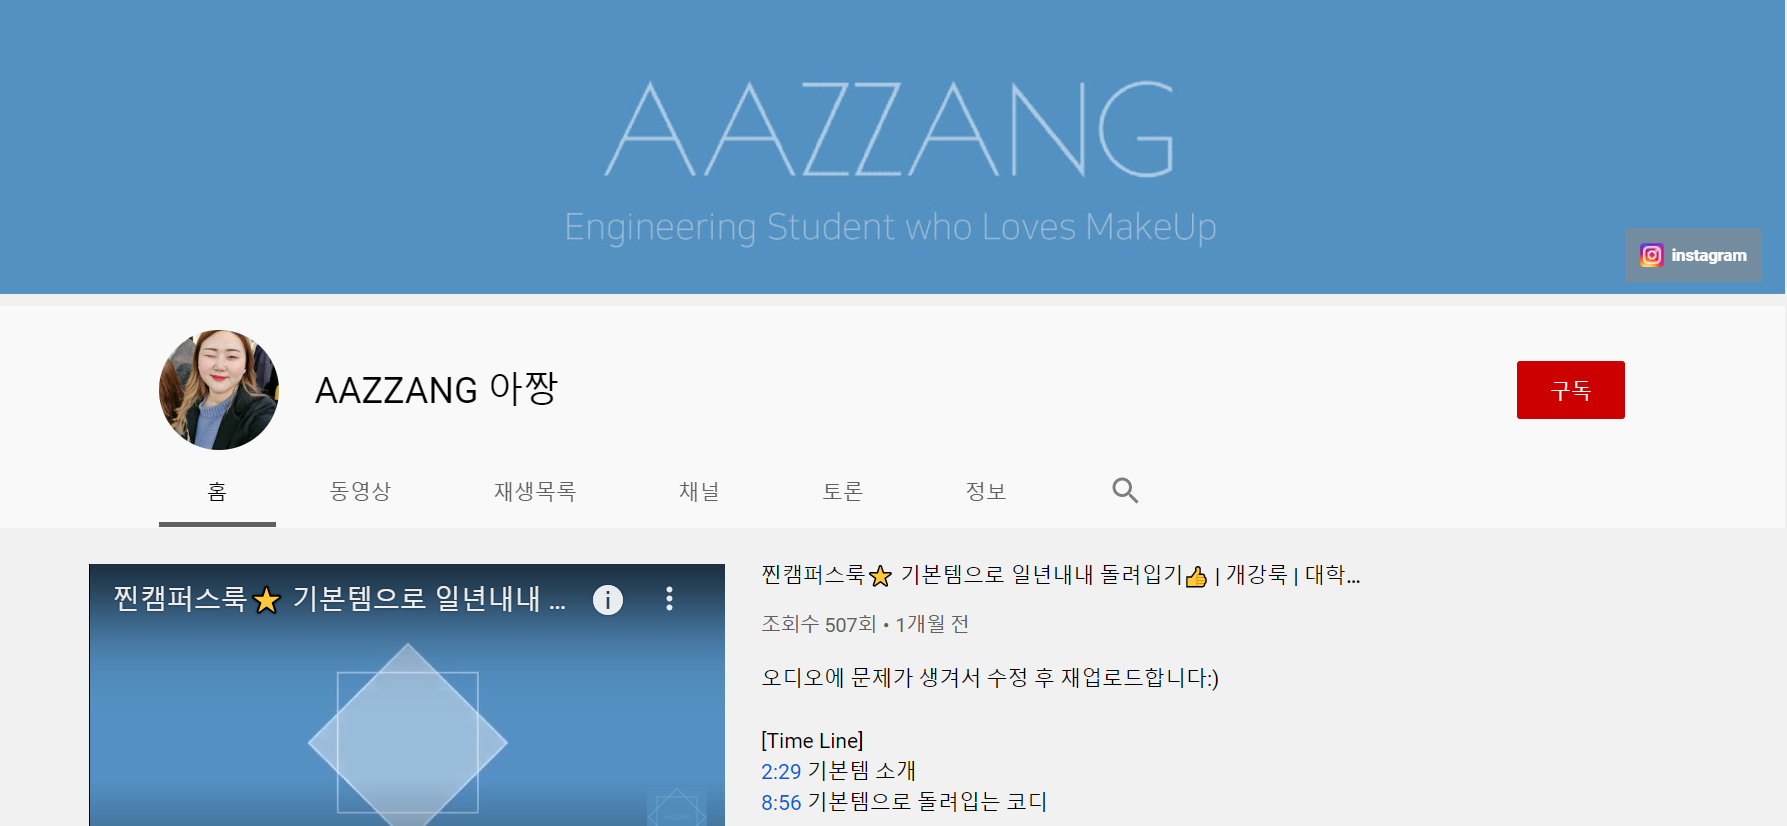 AAZZANG
Engineering Student who Loves MakeUp
instagram
AAZZANG 아짱
구독
홈 동영상 재생목록 채널 토론 정보
찐캠퍼스룩⭐ 기본템으로 일년내내 ...
찐캠퍼스룩⭐ 기본템으로 일년내내 돌려입기👍 | 개강룩 | 대학...
조회수 507회 • 1개월 전
오디오에 문제가 생겨서 수정 후 재업로드합니다:)
[Time Line]
2:29 기본템 소개
8:56 기본템으로 돌려입는 코디
AAZZANG